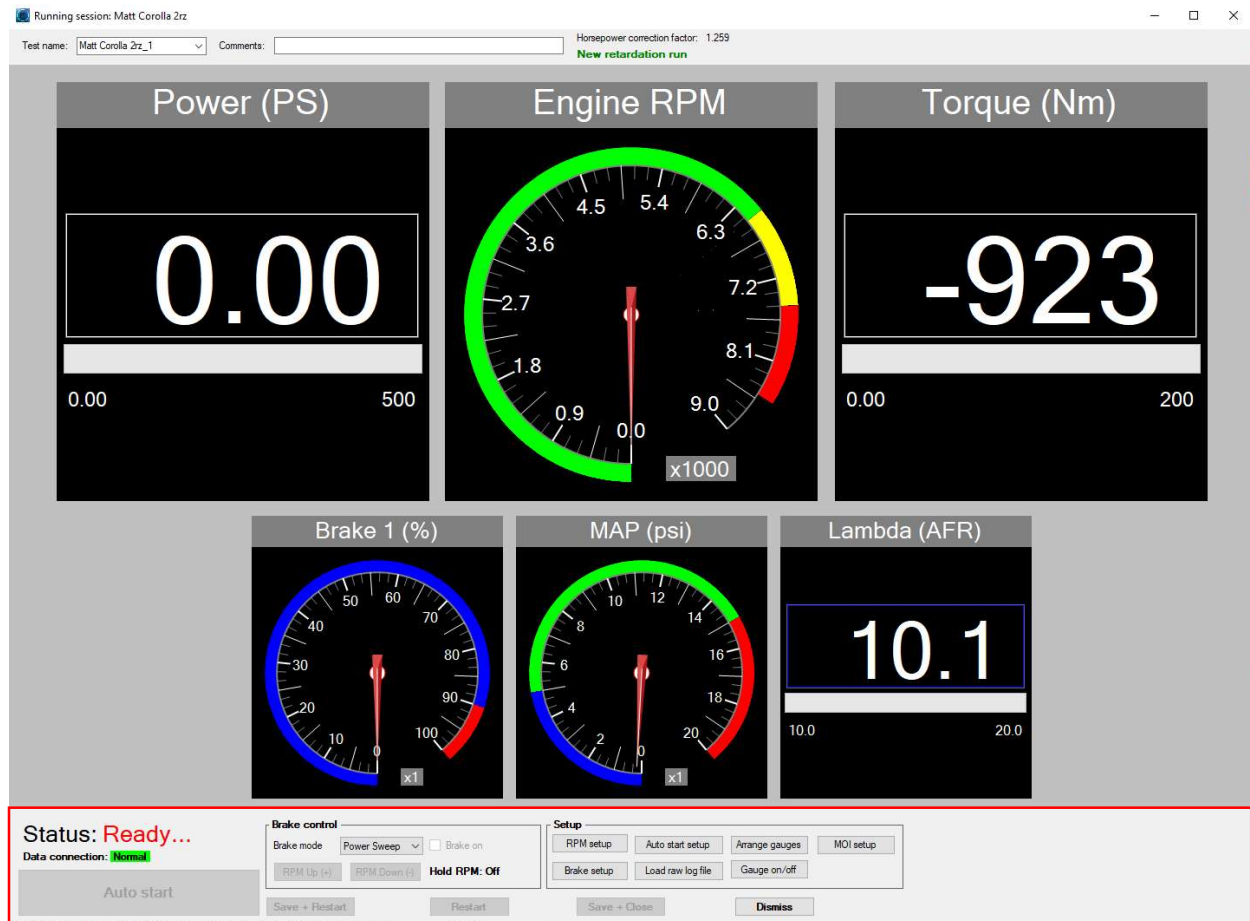 Running session: Matt Corolla 2rz
Test name: Matt Corolla 2rz_1 Comments: Horsepower correction factor: 1.259
New retardation run
Power (PS)
0.00
0.00 500
Engine RPM
0.0
0.9
1.8
2.7
3.6
4.5
5.4
6.3
7.2
8.1
9.0
x1000
Torque (Nm)
-923
0.00 200
Brake 1 (%)
0
10
20
30
40
50
60
70
80
90
100
x1
MAP (psi)
0
2
4
6
8
10
12
14
16
18
20
x1
Lambda (AFR)
10.1
10.0 20.0
Status: Ready...
Data connection: Normal
Auto start
Brake control
Brake mode Power Sweep Brake on
RPM Up (+) RPM Down (-) Hold RPM: Off
Setup
RPM setup Auto start setup Arrange gauges MOI setup
Brake setup Load raw log file Gauge on/off
Save + Restart Restart Save + Close Dismiss